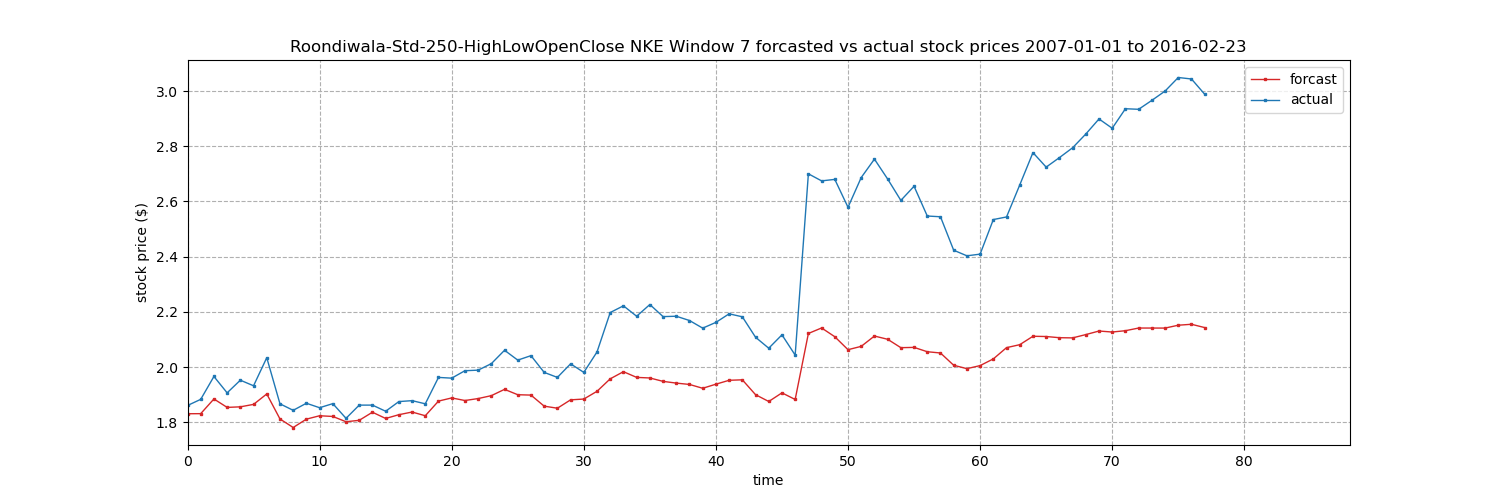 Roondiwala-Std-250-HighLowOpenClose NKE Window 7 forcasted vs actual stock prices 2007-01-01 to 2016-02-23
forcast
actual
3.0
2.8
2.6
2.4
2.2
2.0
1.8
stock price ($)
0 10 20 30 40 50 60 70 80
time